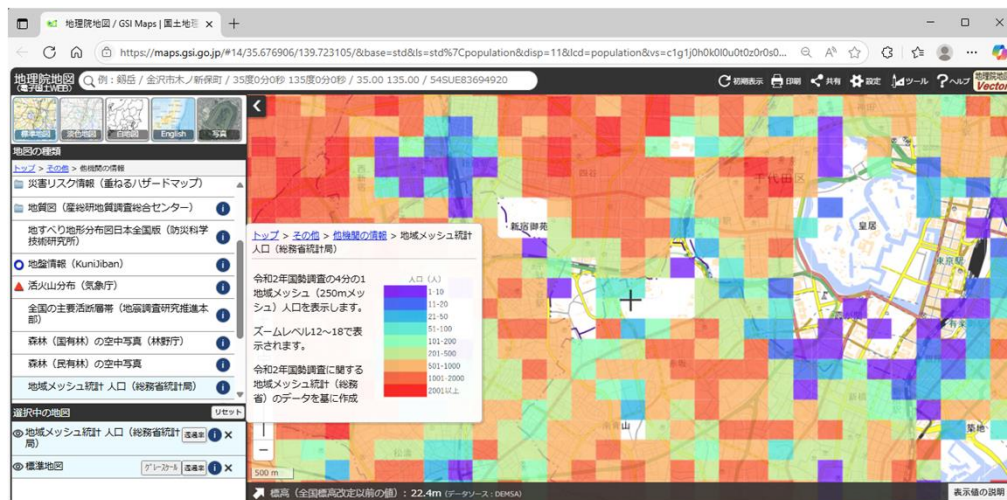 地理院地図 / GSI Maps | 国土地理
https://maps.gsi.go.jp/#14/35.676906/139.723105/&base=std&ls=std%7Cpopulation&disp=11&lcd=population&vs=c1g1j0h0k0l0u0t0z0r0s0...
地理院地図
(電子国土WEB)
例:剱岳 / 金沢市木ノ新保町 / 35度0分0秒 135度0分0秒 / 35.00 135.00 / 54SUE83694920
初期表示 印刷 共有 設定 ツール ヘルプ
地理院地図
Vector
標準地図 淡色地図 白地図 English 写真
地図の種類
トップ > その他 > 他機関の情報
災害リスク情報(重ねるハザードマップ)
地質図(産総研地質調査総合センター)
地すべり地形分布図日本全国版(防災科学
技術研究所)
地盤情報(KuniJiban)
活火山分布(気象庁)
全国の主要活断層帯(地震調査研究推進本
部)
森林(国有林)の空中写真(林野庁)
森林(民有林)の空中写真
地域メッシュ統計 人口(総務省統計局)
選択中の地図
リセット
地域メッシュ統計 人口(総務省統計
局)
透過率
標準地図
グレースケール 透過率
トップ > その他 > 他機関の情報 > 地域メッシュ統計
人口(総務省統計局)
令和2年国勢調査の4分の1
地域メッシュ(250mメッ
シュ)人口を表示します。
ズームレベル12~18で表
示されます。
令和2年国勢調査に関する
地域メッシュ統計(総務
省)のデータを基に作成
人口(人)
1-10
11-20
21-50
51-100
101-200
201-500
501-1000
1001-2000
2001以上
四谷
千代田区
新宿御苑
皇居
東京駅
赤坂
築地
500 m
標高(全国標高改定以前の値):22.4m (データソース:DEM5A)
表示値の説明